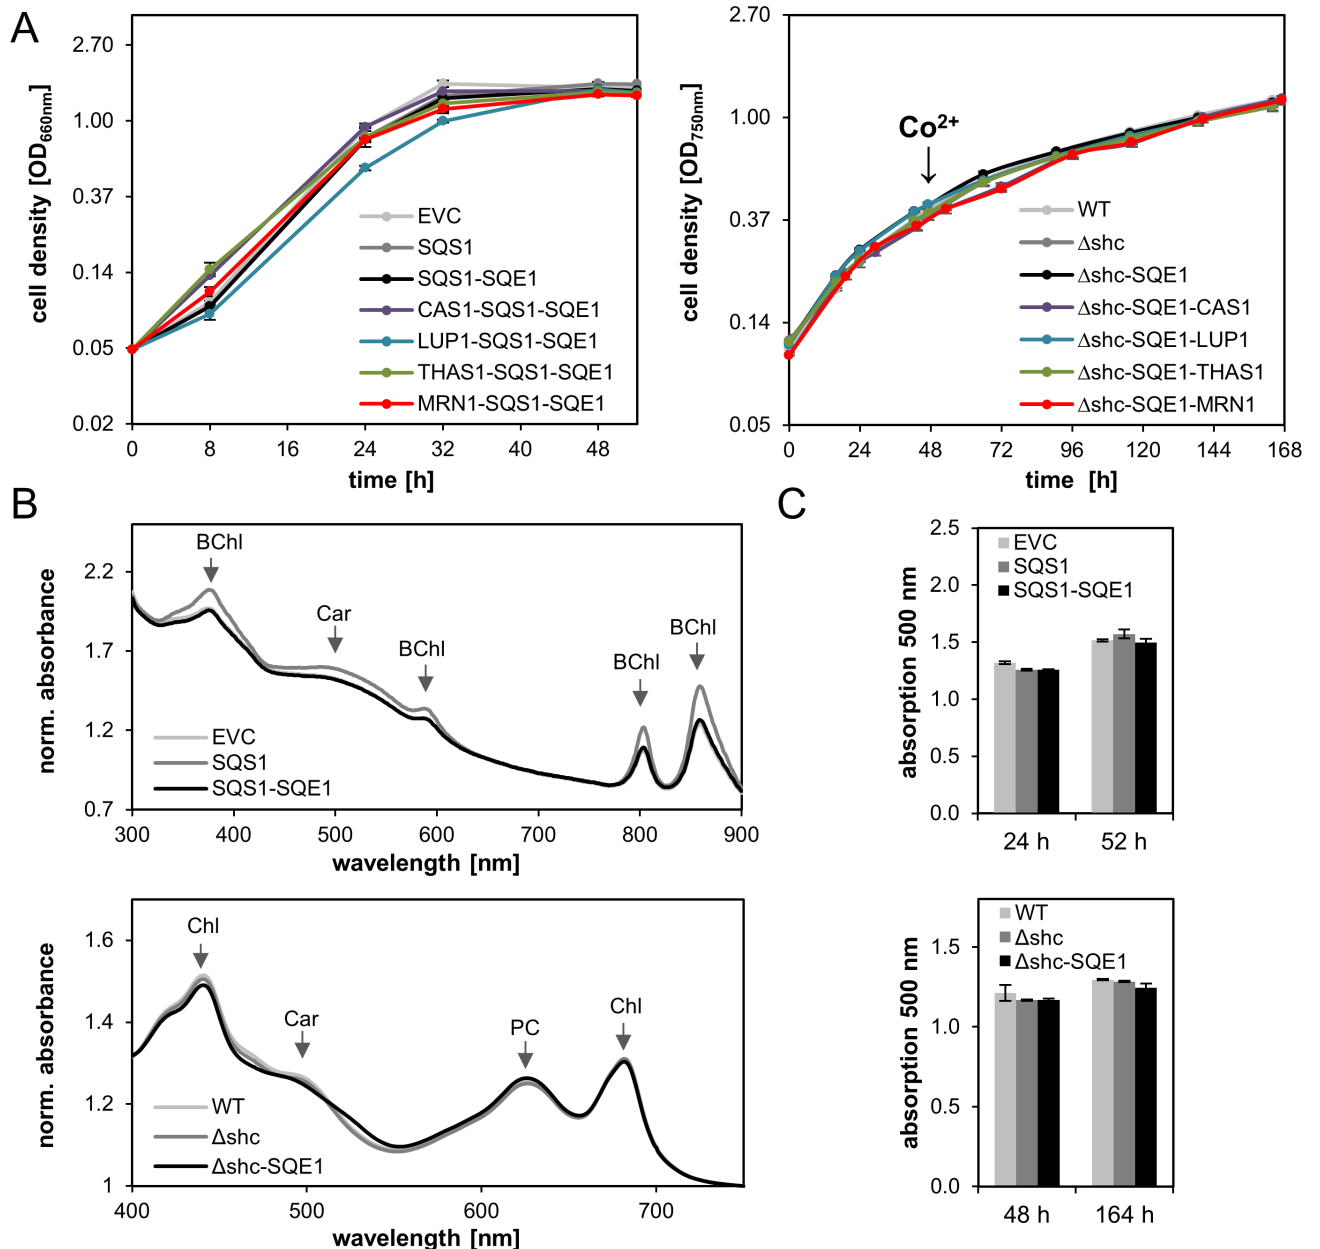 A
cell density [OD660nm]
2.70
1.00
0.37
0.14
0.05
0.02
0
8
16
24
32
40
48
time [h]
EVC
SQS1
SQS1-SQE1
CAS1-SQS1-SQE1
LUP1-SQS1-SQE1
THAS1-SQS1-SQE1
MRN1-SQS1-SQE1
cell density [OD750nm]
2.70
1.00
0.37
0.14
0.05
0
24
48
72
96
120
144
168
time [h]
Co2+
WT
Δshc
Δshc-SQE1
Δshc-SQE1-CAS1
Δshc-SQE1-LUP1
Δshc-SQE1-THAS1
Δshc-SQE1-MRN1
B
norm. absorbance
2.2
1.7
1.2
0.7
300
400
500
600
700
800
900
wavelength [nm]
BChl
Car
BChl
BChl
BChl
EVC
SQS1
SQS1-SQE1
norm. absorbance
1.6
1.4
1.2
1
400
500
600
700
wavelength [nm]
Chl
Car
PC
Chl
WT
Δshc
Δshc-SQE1
C
absorption 500 nm
2.5
2.0
1.5
1.0
0.5
0.0
EVC
SQS1
SQS1-SQE1
24 h
52 h
absorption 500 nm
1.5
1.0
0.5
0.0
WT
Δshc
Δshc-SQE1
48 h
164 h